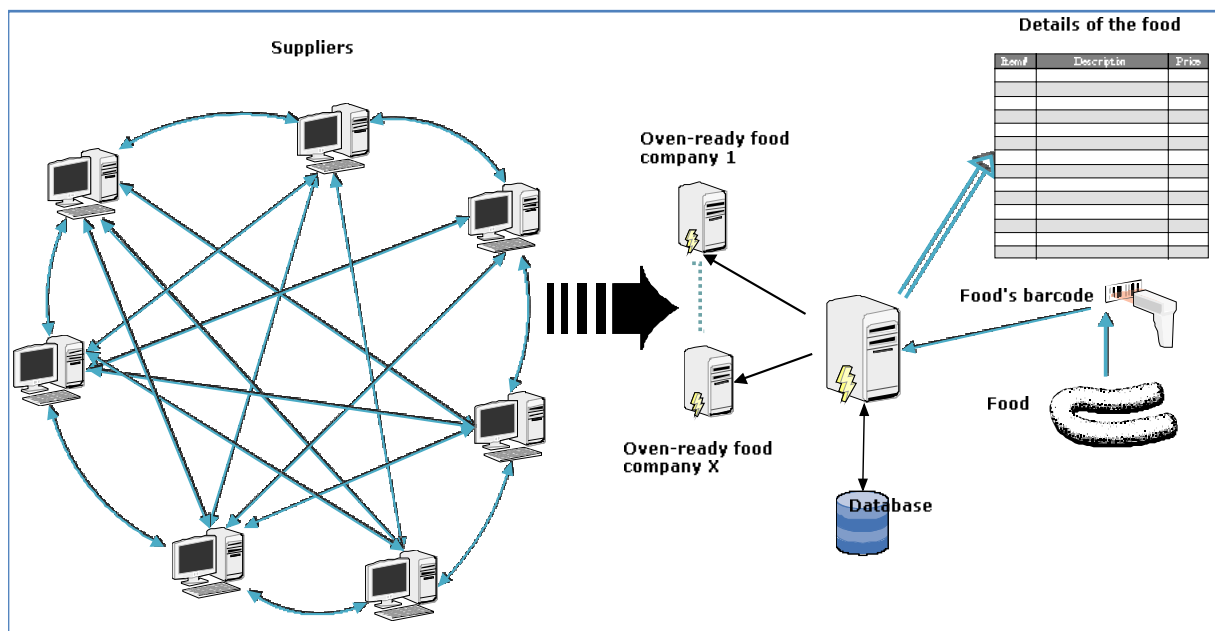 Suppliers
Details of the food
Item# Description Price
Oven-ready food
company 1
Food's barcode
Food
Oven-ready food
company X
Database